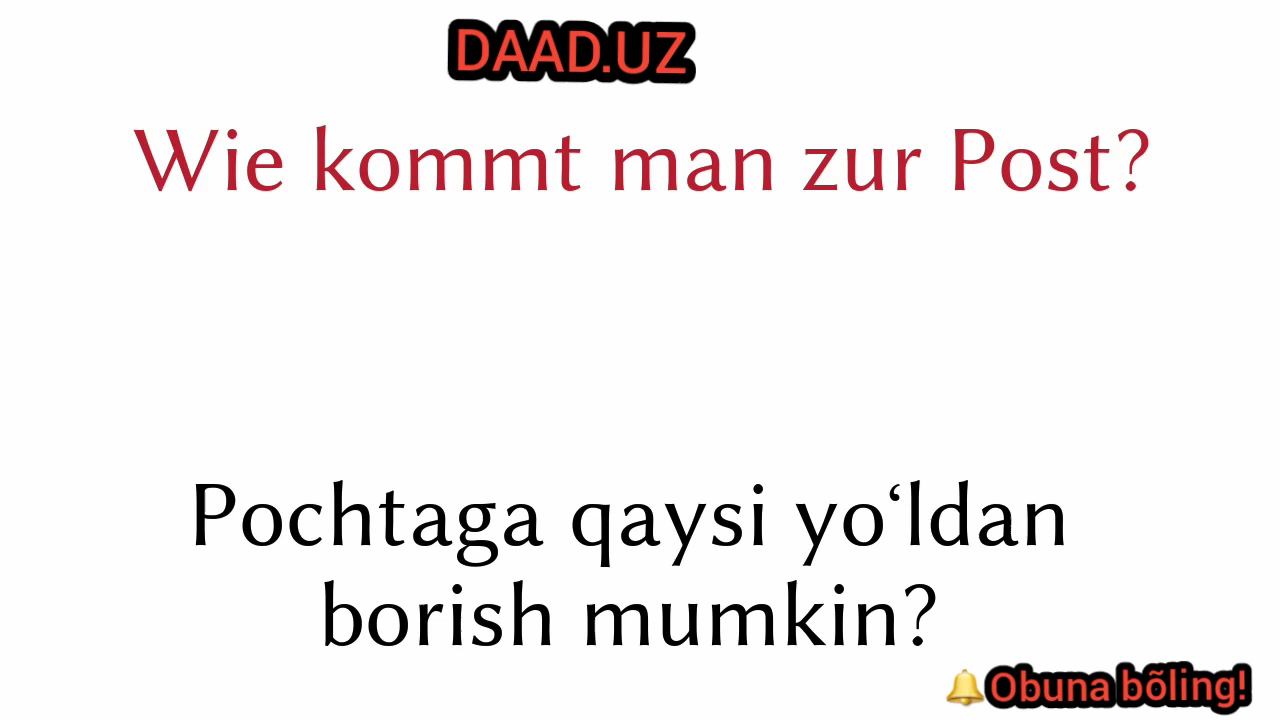 DAAD.UZ
Wie kommt man zur Post?
Pochtaga qaysi yo‘ldan
borish mumkin?
🔔Obuna bõling!